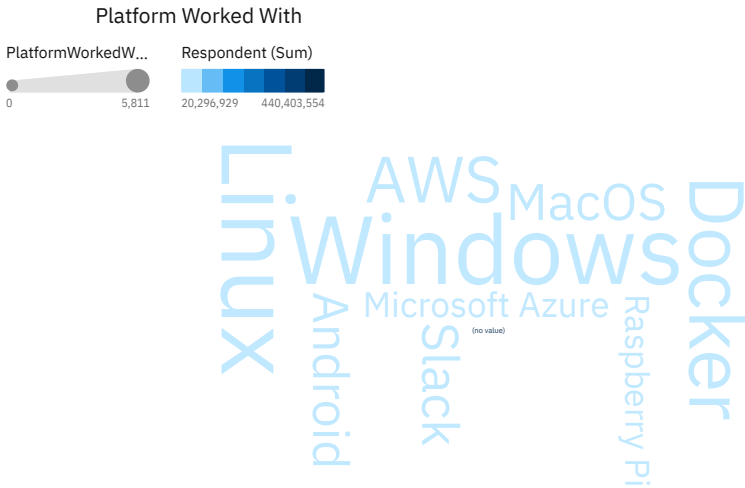 Platform Worked With
PlatformWorkedW...
Respondent (Sum)
0
5,811
20,296,929
440,403,554
Linux
AWS
MacOS
Docker
Windows
Microsoft Azure
Android
Slack
(no value)
Raspberry Pi